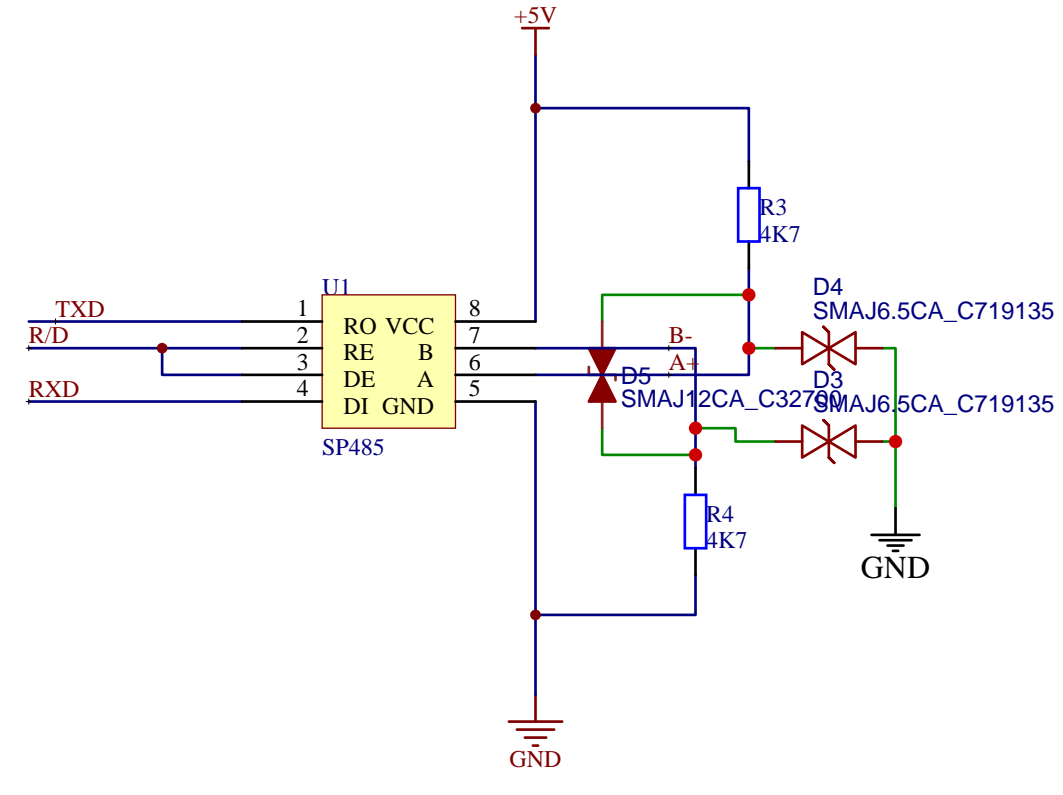 +5V
R3
4K7
U1
D4
SMAJ6.5CA_C719135
TXD
1
RO
VCC
8
R/D
2
RE
B
7
B-
3
DE
A
6
A+
D5
D3
RXD
4
DI
GND
5
SMAJ12CA_C32700
SMAJ6.5CA_C719135
SP485
R4
4K7
GND
GND